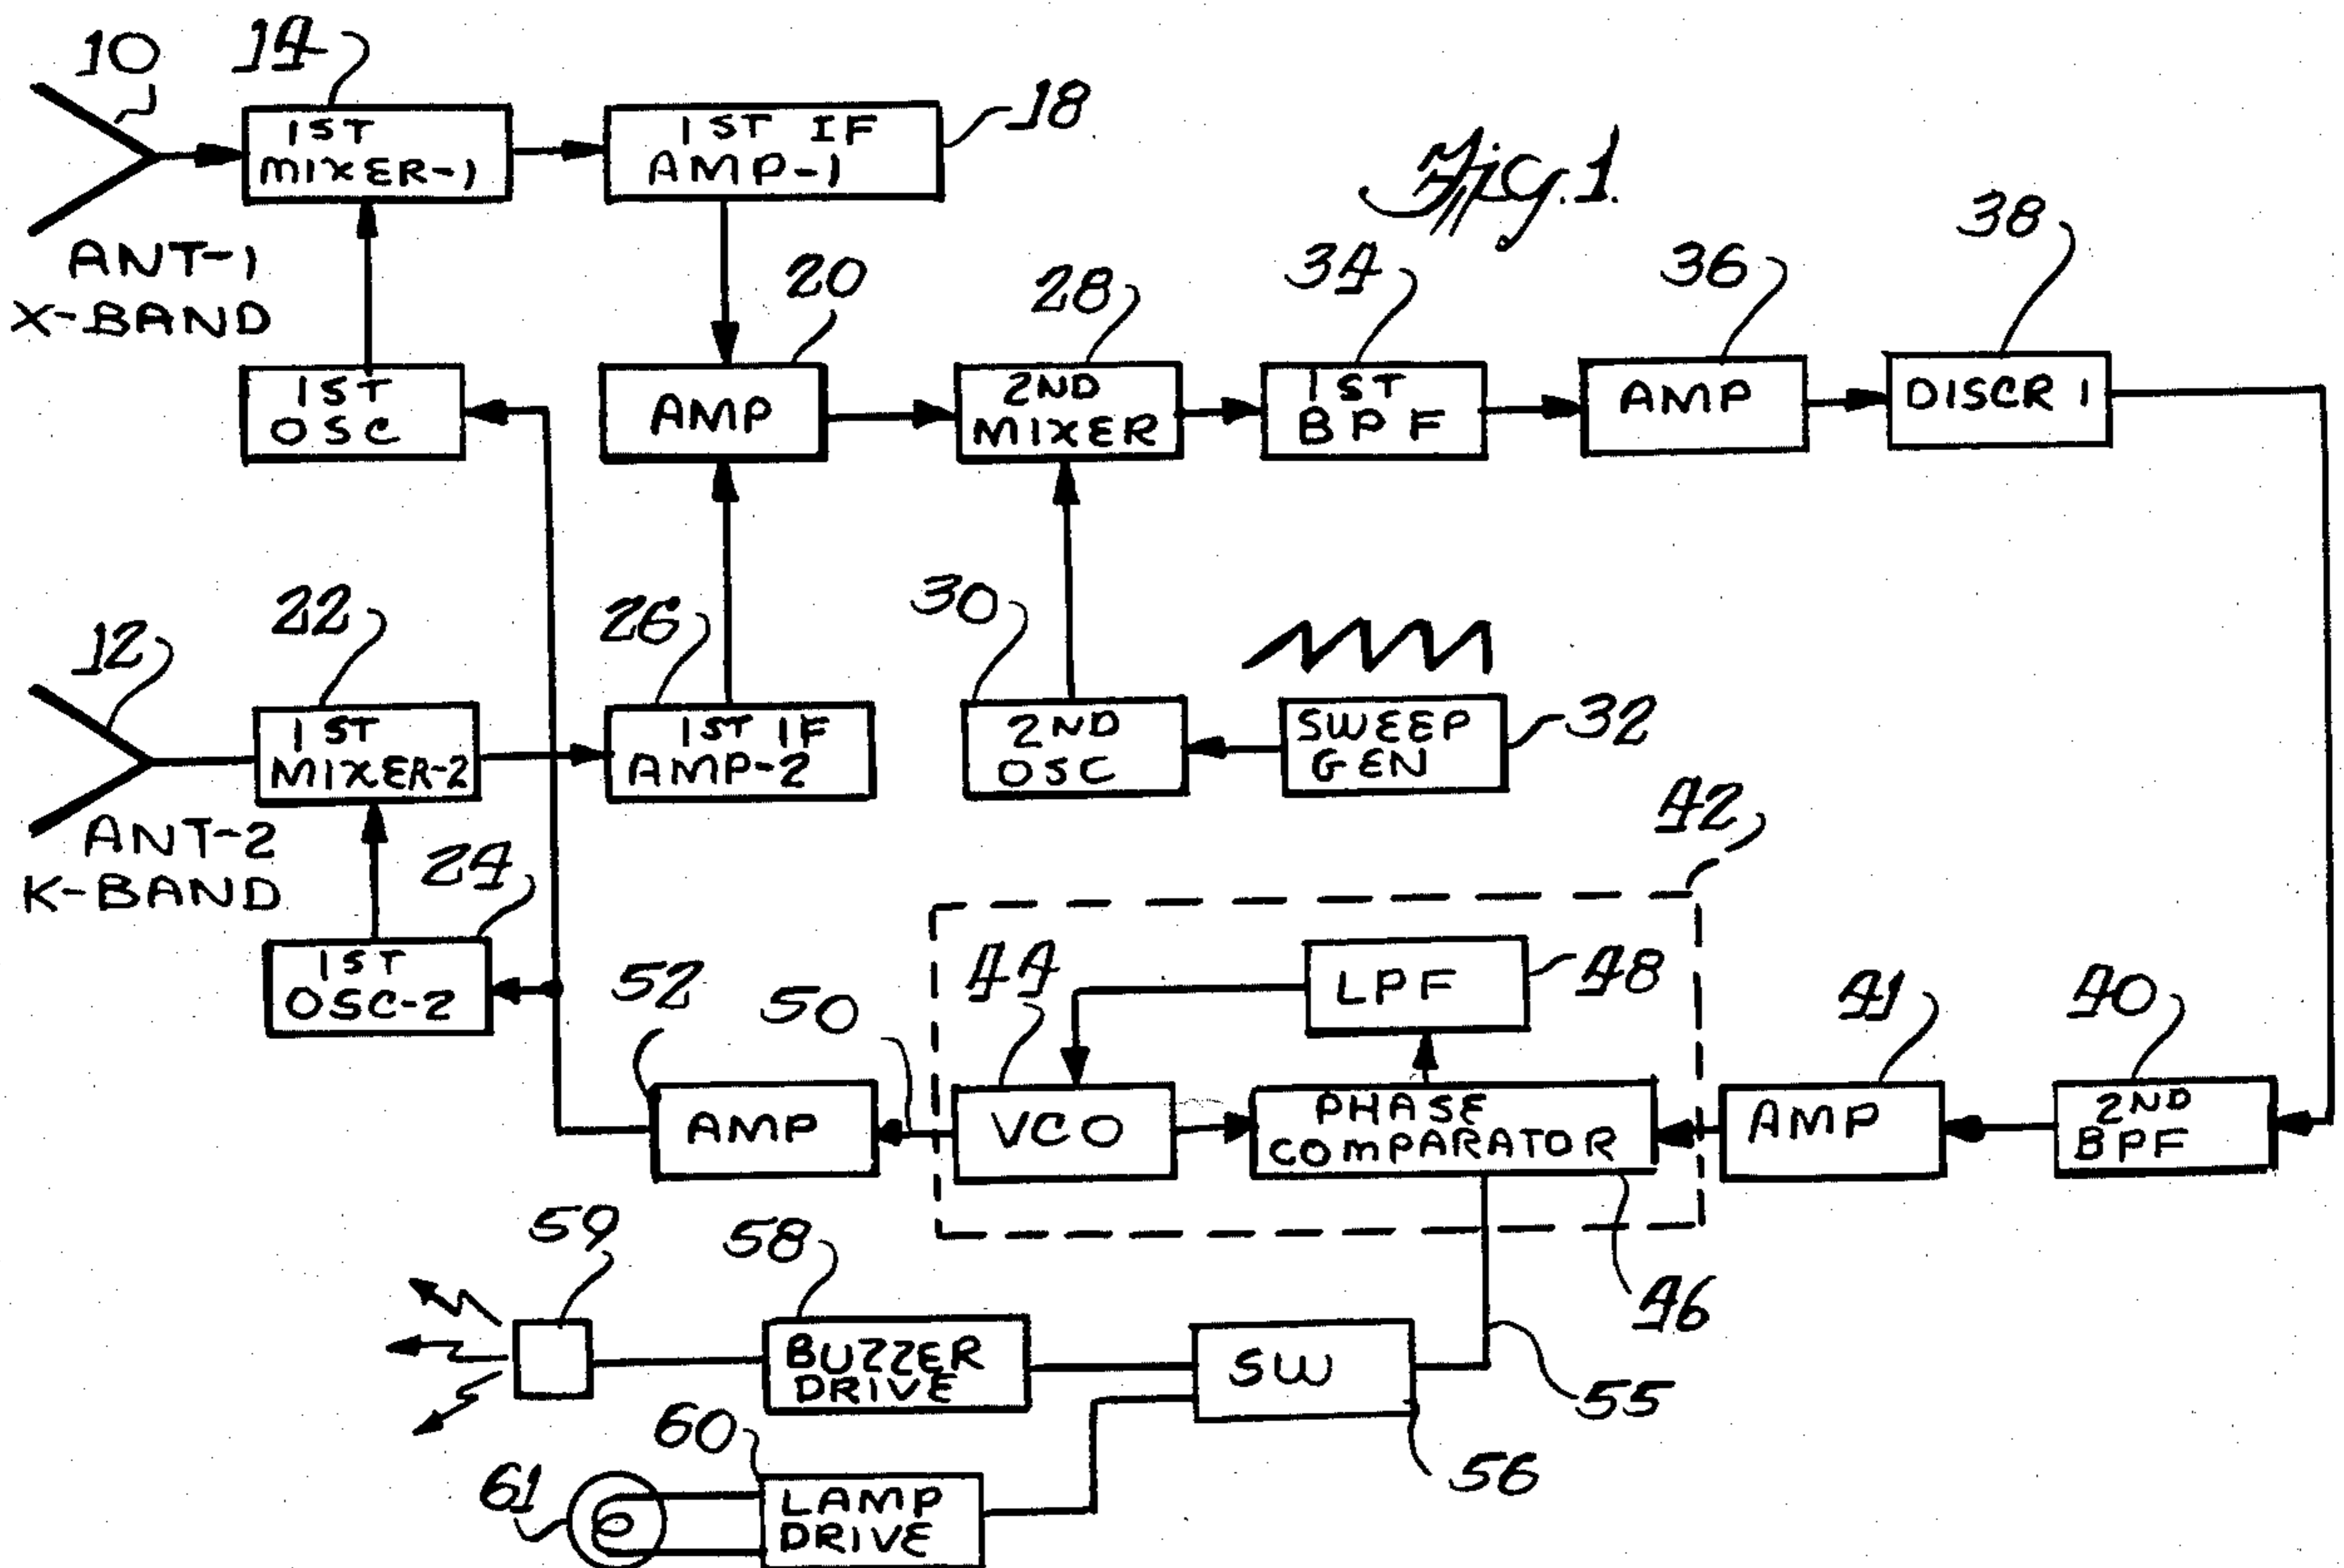 10
14
1ST
MIXER-1
1ST IF
AMP-1
18
Fig. 1.
ANT-1
X-BAND
20
28
34
36
38
1ST
OSC
AMP
2ND
MIXER
1ST
BPF
AMP
DISCR 1
12
22
26
30
1ST
MIXER-2
1ST IF
AMP-2
2ND
OSC
SWEEP
GEN
32
ANT-2
K-BAND
24
42
1ST
OSC-2
52
50
44
LPF
48
41
40
AMP
VCO
PHASE
COMPARATOR
AMP
2ND
BPF
59
58
46
BUZZER
DRIVE
SW
55
60
56
61
LAMP
DRIVE